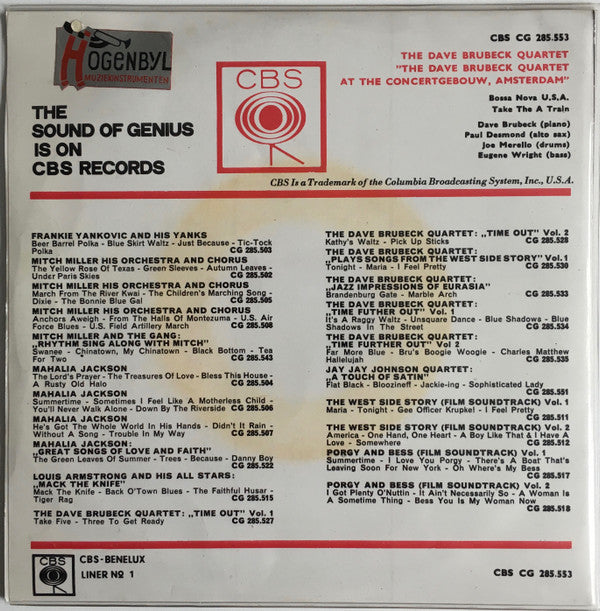 HOGENBYL
MUZIEKINSTRUMENTEN
CBS
CBS CG 285.553
THE DAVE BRUBECK QUARTET
"THE DAVE BRUBECK QUARTET
AT THE CONCERTGEBOUW, AMSTERDAM"
Bossa Nova U.S.A.
Take The A Train
Dave Brubeck (piano)
Paul Desmond (alto sax)
Joe Merello (drums)
Eugene Wright (bass)
THE
SOUND OF GENIUS
IS ON
CBS RECORDS
CBS Is a Trademark of the Columbia Broadcasting System, Inc., U.S.A.
FRANKIE YANKOVIC AND HIS YANKS
Beer Barrel Polka - Blue Skirt Waltz - Just Because - Tic-Tock
Polka CG 285.503
MITCH MILLER HIS ORCHESTRA AND CHORUS
The Yellow Rose Of Texas - Green Sleeves - Autumn Leaves -
Under Paris Skies CG 285.502
MITCH MILLER HIS ORCHESTRA AND CHORUS
March From The River Kwai - The Children's Marching Song -
Dixie - The Bonnie Blue Gal CG 285.505
MITCH MILLER HIS ORCHESTRA AND CHORUS
Anchors Aweigh - From The Halls Of Montezuma - U.S. Air
Force Blues - U.S. Field Artillery March CG 285.508
MITCH MILLER AND THE GANG:
„RHYTHM SING ALONG WITH MITCH"
Swanee - Chinatown, My Chinatown - Black Bottom - Tea
For Two CG 285.543
MAHALIA JACKSON
The Lord's Prayer - The Treasures Of Love - Bless This House -
A Rusty Old Halo CG 285.504
MAHALIA JACKSON
Summertime - Sometimes I Feel Like A Motherless Child -
You'll Never Walk Alone - Down By The Riverside CG 285.506
MAHALIA JACKSON
He's Got The Whole World In His Hands - Didn't It Rain -
Without A Song - Trouble In My Way CG 285.507
MAHALIA JACKSON:
„GREAT SONGS OF LOVE AND FAITH"
The Green Leaves Of Summer - Trees - Because - Danny Boy
CG 285.522
LOUIS ARMSTRONG AND HIS ALL STARS:
„MACK THE KNIFE"
Mack The Knife - Back O'Town Blues - The Faithful Husar -
Tiger Rag CG 285.515
THE DAVE BRUBECK QUARTET: „TIME OUT" Vol. 1
Take Five - Three To Get Ready CG 285.527
THE DAVE BRUBECK QUARTET: „TIME OUT" Vol. 2
Kathy's Waltz - Pick Up Sticks CG 285.528
THE DAVE BRUBECK QUARTET:
„PLAYS SONGS FROM THE WEST SIDE STORY" Vol. 1
Tonight - Maria - I Feel Pretty CG 285.530
THE DAVE BRUBECK QUARTET:
„JAZZ IMPRESSIONS OF EURASIA"
Brandenburg Gate - Marble Arch CG 285.533
THE DAVE BRUBECK QUARTET:
„TIME FUTHER OUT" Vol. 1
It's A Raggy Waltz - Unsquare Dance - Blue Shadows - Blue
Shadows In The Street CG 285.534
THE DAVE BRUBECK QUARTET:
„TIME FURTHER OUT" Vol 2
Far More Blue - Bru's Boogie Woogie - Charles Matthew
Hallelujah CG 285.535
JAY JAY JOHNSON QUARTET:
„A TOUCH OF SATIN"
Flat Black - Bloozineff - Jackie-ing - Sophisticated Lady
CG 285.551
THE WEST SIDE STORY (FILM SOUNDTRACK) Vol. 1
Maria - Tonight - Gee Officer Krupke! - I Feel Pretty
CG 285.511
THE WEST SIDE STORY (FILM SOUNDTRACK) Vol. 2
America - One Hand, One Heart - A Boy Like That & I Have A
Love - Somewhere CG 285.512
PORGY AND BESS (FILM SOUNDTRACK) Vol. 1
Summertime - I Love You Porgy - There's A Boat That's
Leaving Soon For New York - Oh Where's My Bess
CG 285.517
PORGY AND BESS (FILM SOUNDTRACK) Vol. 2
I Got Plenty O'Nuttin - It Ain't Necessarily So - A Woman Is
A Sometime Thing - Bess You Is My Woman Now
CG 285.518
CBS
CBS-BENELUX
LINER No 1
CBS CG 285.553